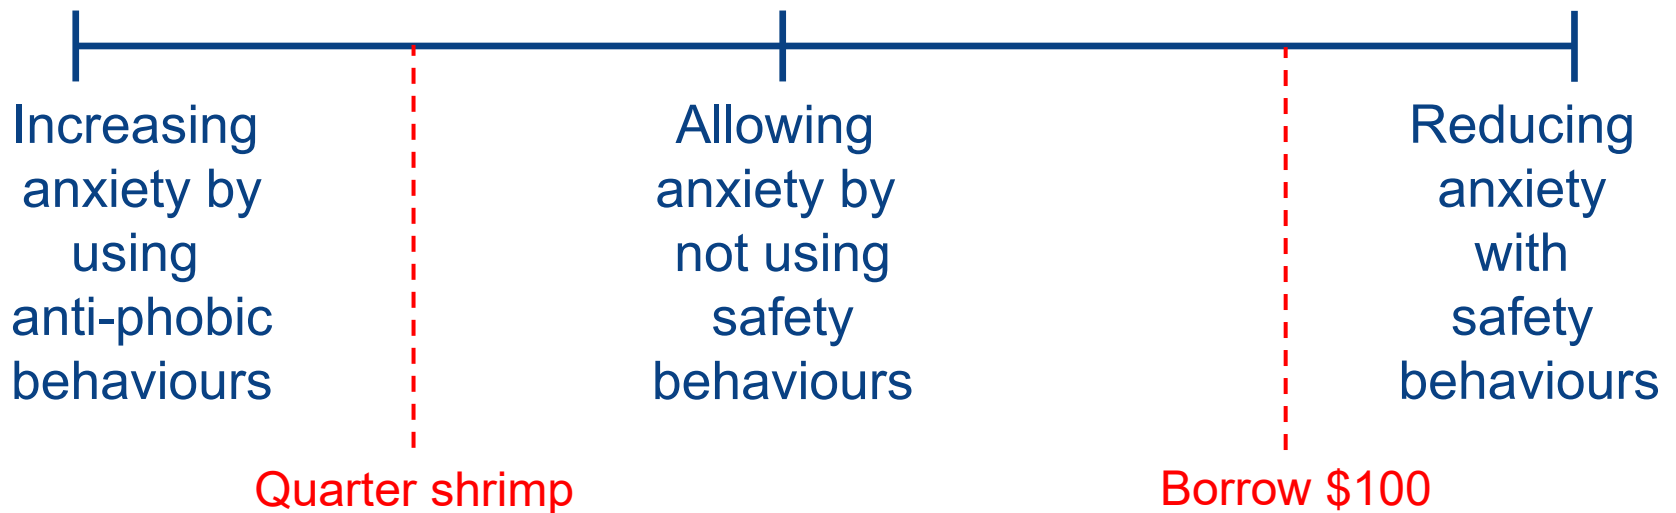 Increasing
anxiety by
using
anti-phobic
behaviours
Allowing
anxiety by
not using
safety
behaviours
Reducing
anxiety
with
safety
behaviours
Quarter shrimp
Borrow $100